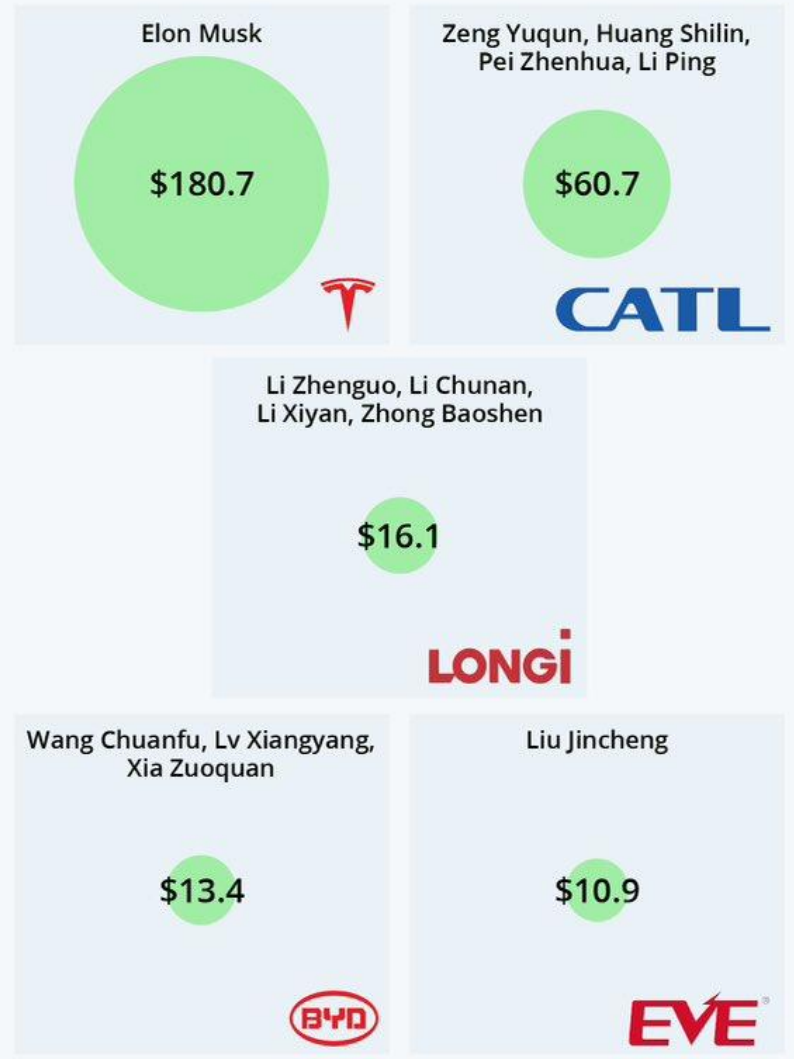 Elon Musk
$180.7
Zeng Yuqun, Huang Shilin,
Pei Zhenhua, Li Ping
$60.7
CATL
Li Zhenguo, Li Chunan,
Li Xiyan, Zhong Baoshen
$16.1
LONGi
Wang Chuanfu, Lv Xiangyang,
Xia Zuoquan
$13.4
BYD
Liu Jincheng
$10.9
EVE®